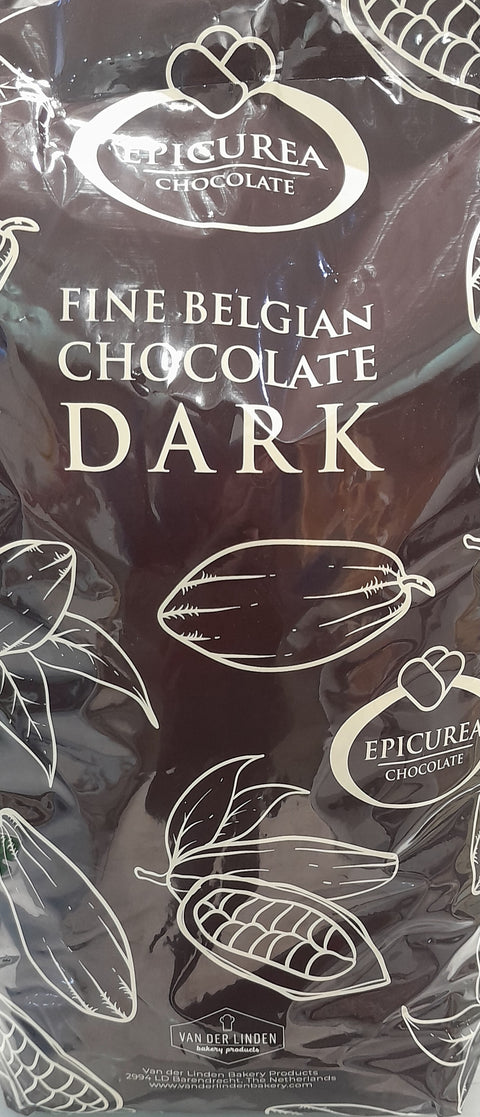 EPICUREA
CHOCOLATE
FINE BELGIAN
CHOCOLATE
DARK
EPICUREA
CHOCOLATE
VAN DER LINDEN
bakery products
Van der Linden Bakery Products
2994 LD Barendrecht, The Netherlands
www.vanderlindenbakery.com